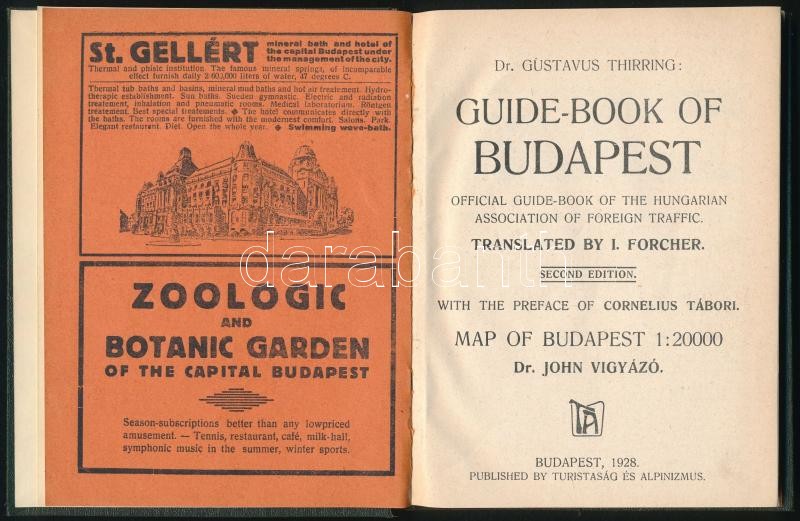 St. GELLÉRT
mineral bath and hotel of
the capital Budapest under
the management of the city.
Thermal and phisic institution. The famous mineral springs, of incomparable
effect furnish daily 2·600,000 liters of water, 47 degrees C.
Thermal tub baths and basins, mineral mud baths and hot air treatement. Hydro-
therapic establishment. Sun baths. Sueden gymnastic. Electric and radiation
treatement, inhalation and pneumatic rooms. Medical laboratorium. Röntgen
treatement. Best special treatements. ◆ The hotel communicates directly with
the baths. The rooms are furnished with the modernest comfort. Salons. Park.
Elegant restaurant. Diet. Open the whole year. ◆ Swimming wave-bath.
ZOOLOGIC
AND
BOTANIC GARDEN
OF THE CAPITAL BUDAPEST
Season-subscriptions better than any lowpriced
amusement. — Tennis, restaurant, café, milk-hall,
symphonic music in the summer, winter sports.
Dr. GUSTAVUS THIRRING:
GUIDE-BOOK OF
BUDAPEST
OFFICIAL GUIDE-BOOK OF THE HUNGARIAN
ASSOCIATION OF FOREIGN TRAFFIC.
TRANSLATED BY I. FORCHER.
SECOND EDITION.
WITH THE PREFACE OF CORNELIUS TÁBORI.
MAP OF BUDAPEST 1:20000
Dr. JOHN VIGYÁZÓ.
BUDAPEST, 1928.
PUBLISHED BY TURISTASÁG ÉS ALPINIZMUS.
darabanth